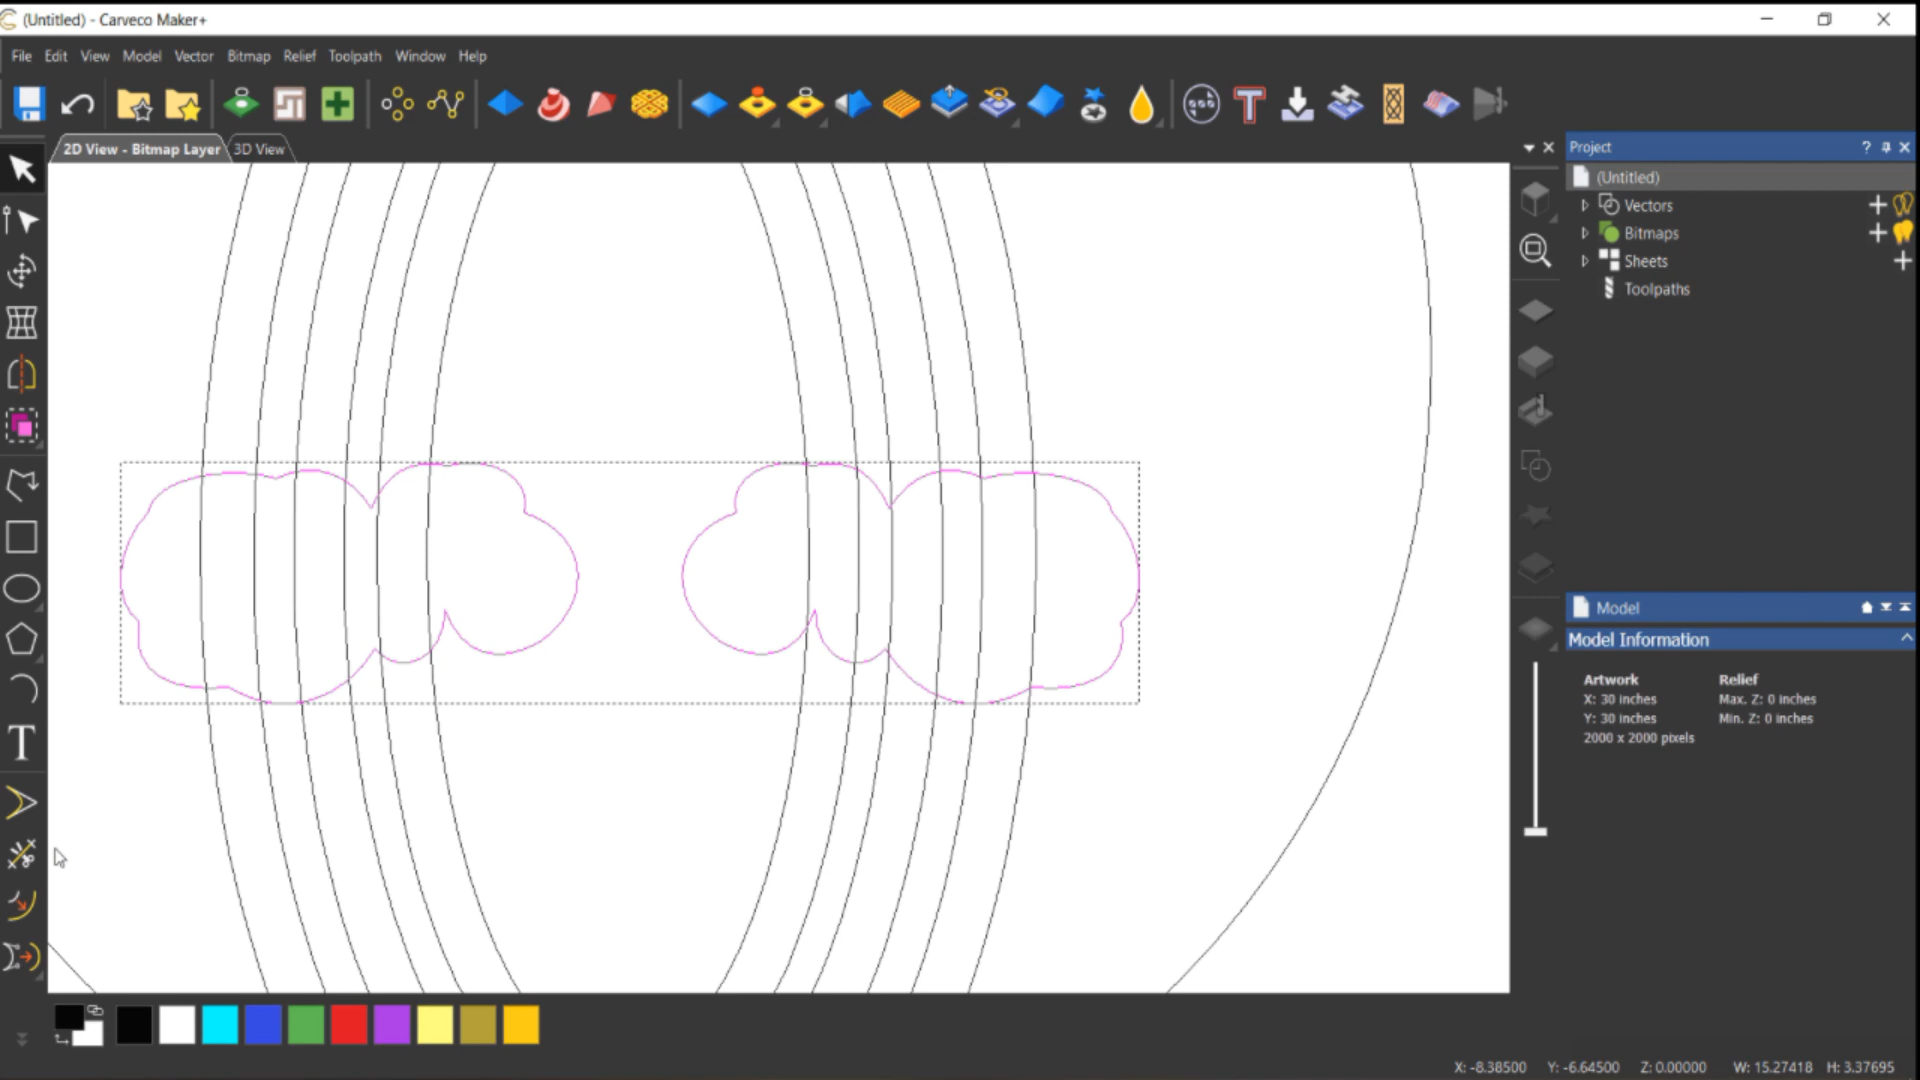 (Untitled) - Carveco Maker+
File Edit View Model Vector Bitmap Relief Toolpath Window Help
2D View - Bitmap Layer
3D View
Project
(Untitled)
Vectors
Bitmaps
Sheets
Toolpaths
Model
Model Information
Artwork
X: 30 inches
Y: 30 inches
2000 x 2000 pixels
Relief
Max. Z: 0 inches
Min. Z: 0 inches
X: -8.38500 Y: -6.64500 Z: 0.00000 W: 15.27418 H: 3.37695